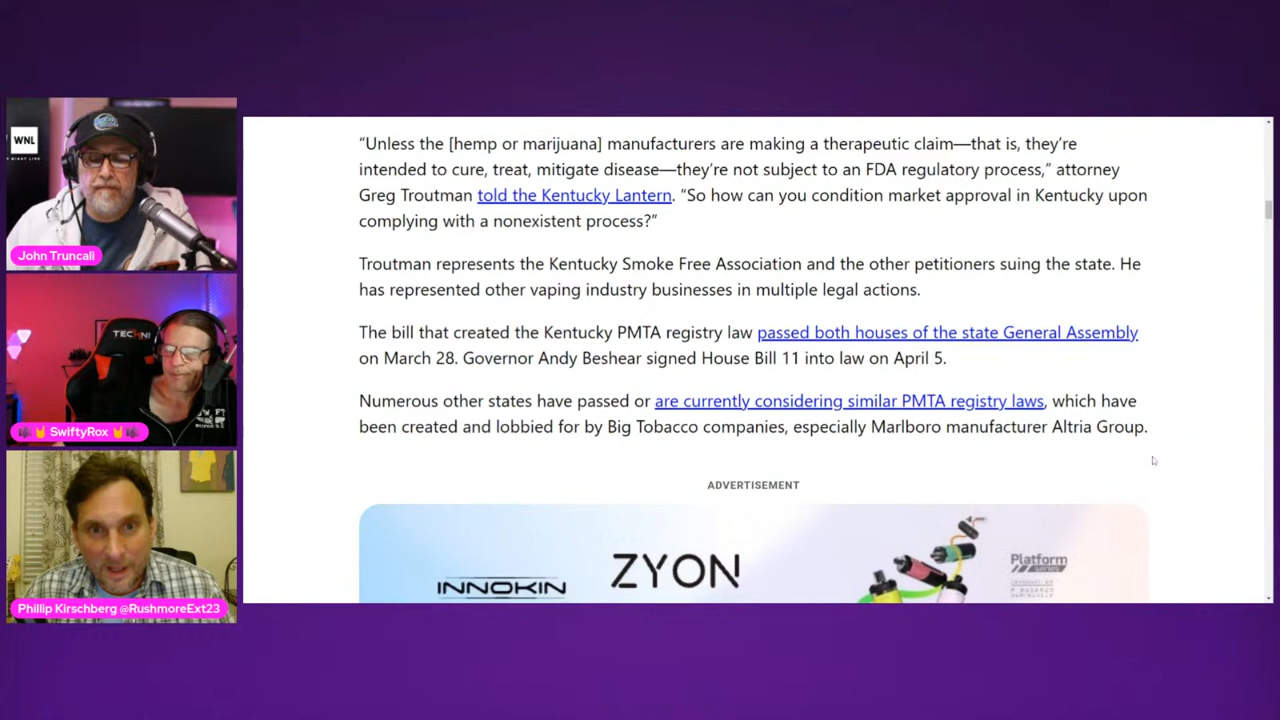 WNL
NIGHT LIVE
John Truncali
TECHNI
SwiftyRox
Phillip Kirschberg @RushmoreExt23
“Unless the [hemp or marijuana] manufacturers are making a therapeutic claim—that is, they’re
intended to cure, treat, mitigate disease—they’re not subject to an FDA regulatory process,” attorney
Greg Troutman told the Kentucky Lantern. “So how can you condition market approval in Kentucky upon
complying with a nonexistent process?”
Troutman represents the Kentucky Smoke Free Association and the other petitioners suing the state. He
has represented other vaping industry businesses in multiple legal actions.
The bill that created the Kentucky PMTA registry law passed both houses of the state General Assembly
on March 28. Governor Andy Beshear signed House Bill 11 into law on April 5.
Numerous other states have passed or are currently considering similar PMTA registry laws, which have
been created and lobbied for by Big Tobacco companies, especially Marlboro manufacturer Altria Group.
ADVERTISEMENT
INNOKIN
ZYON
Platform
series